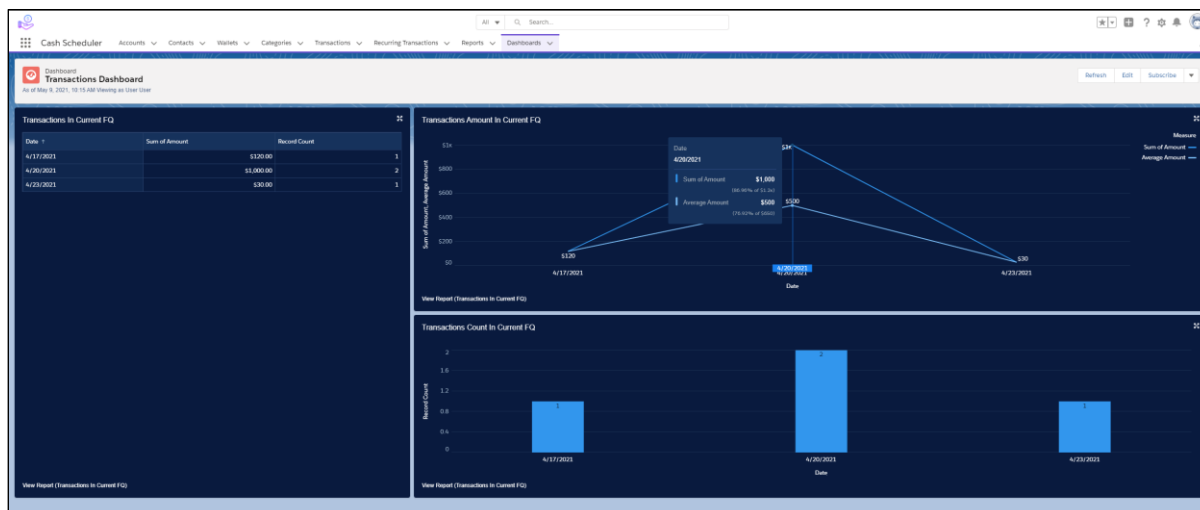 All Search...
Cash Scheduler Accounts Contacts Wallets Categories Transactions Recurring Transactions Reports Dashboards
Dashboard
Transactions Dashboard
As of May 9, 2021, 10:15 AM Viewing as User User
Refresh Edit Subscribe
Transactions In Current FQ
Date ↑ Sum of Amount Record Count
4/17/2021 $120.00 1
4/20/2021 $1,000.00 2
4/23/2021 $30.00 1
View Report (Transactions In Current FQ)
Transactions Amount In Current FQ
Measure
Sum of Amount
Average Amount
Sum of Amount, Average Amount
$1k
$800
$600
$400
$200
$0
Date
4/20/2021
Sum of Amount $1,000
Average Amount $500
$1k
$500
$120
$30
4/17/2021
4/20/2021
4/20/2021
4/23/2021
Date
View Report (Transactions In Current FQ)
Transactions Count In Current FQ
Record Count
2
1.6
1.2
0.8
0.4
0
1
2
1
4/17/2021
4/20/2021
4/23/2021
Date
View Report (Transactions In Current FQ)